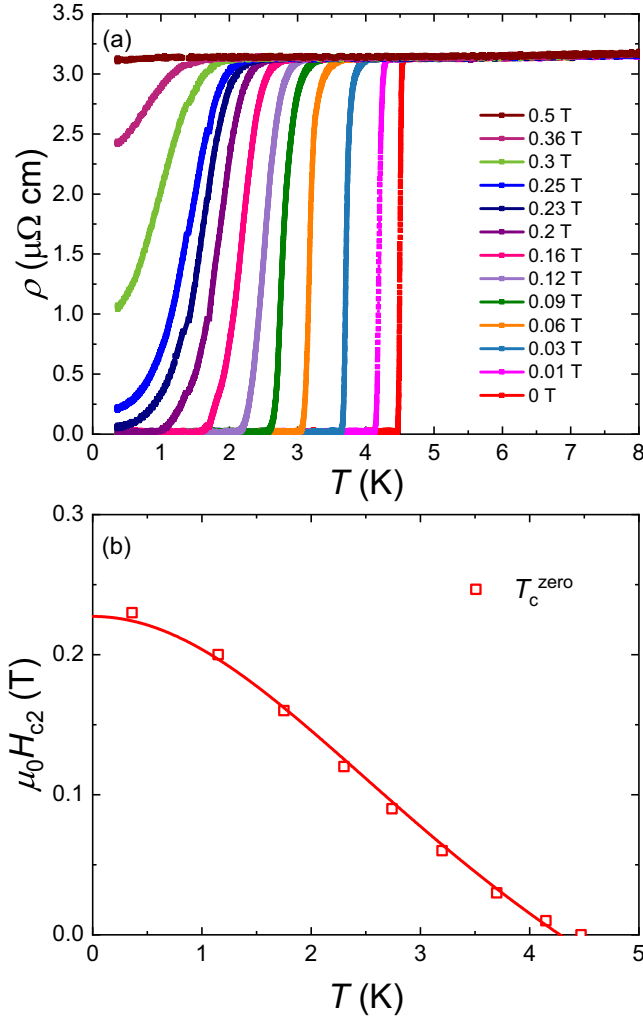 (a)
3.5
3.0
2.5
2.0
1.5
1.0
0.5
0.0
ρ (μΩ cm)
0.5 T
0.36 T
0.3 T
0.25 T
0.23 T
0.2 T
0.16 T
0.12 T
0.09 T
0.06 T
0.03 T
0.01 T
0 T
0 1 2 3 4 5 6 7 8
T (K)
(b)
0.3
0.2
0.1
0.0
μ₀H_c2 (T)
T_c^zero
0 1 2 3 4 5
T (K)